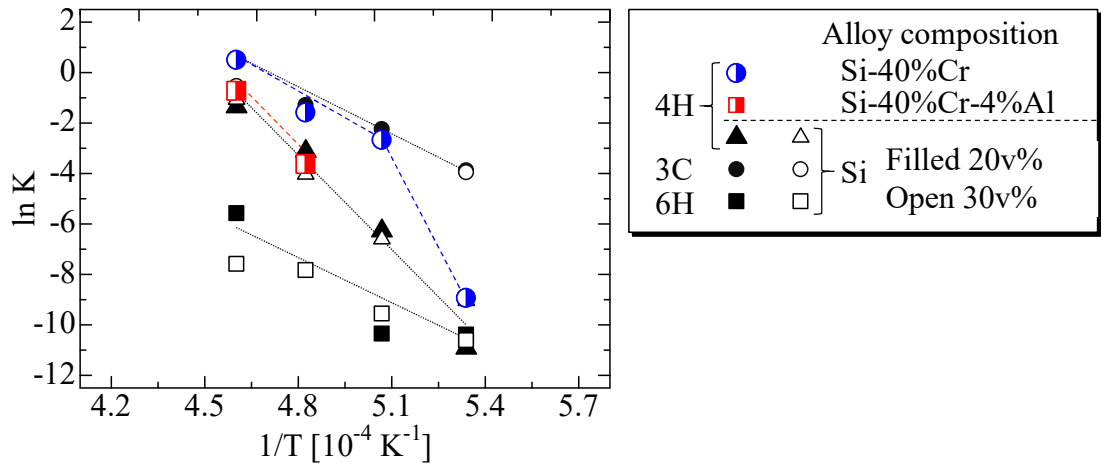 2
0
-2
-4
-6
-8
-10
-12
ln K
4.2 4.5 4.8 5.1 5.4 5.7
1/T [10⁻⁴ K⁻¹]
Alloy composition
Si-40%Cr
4H Si-40%Cr-4%Al
3C Si Filled 20v%
6H Open 30v%